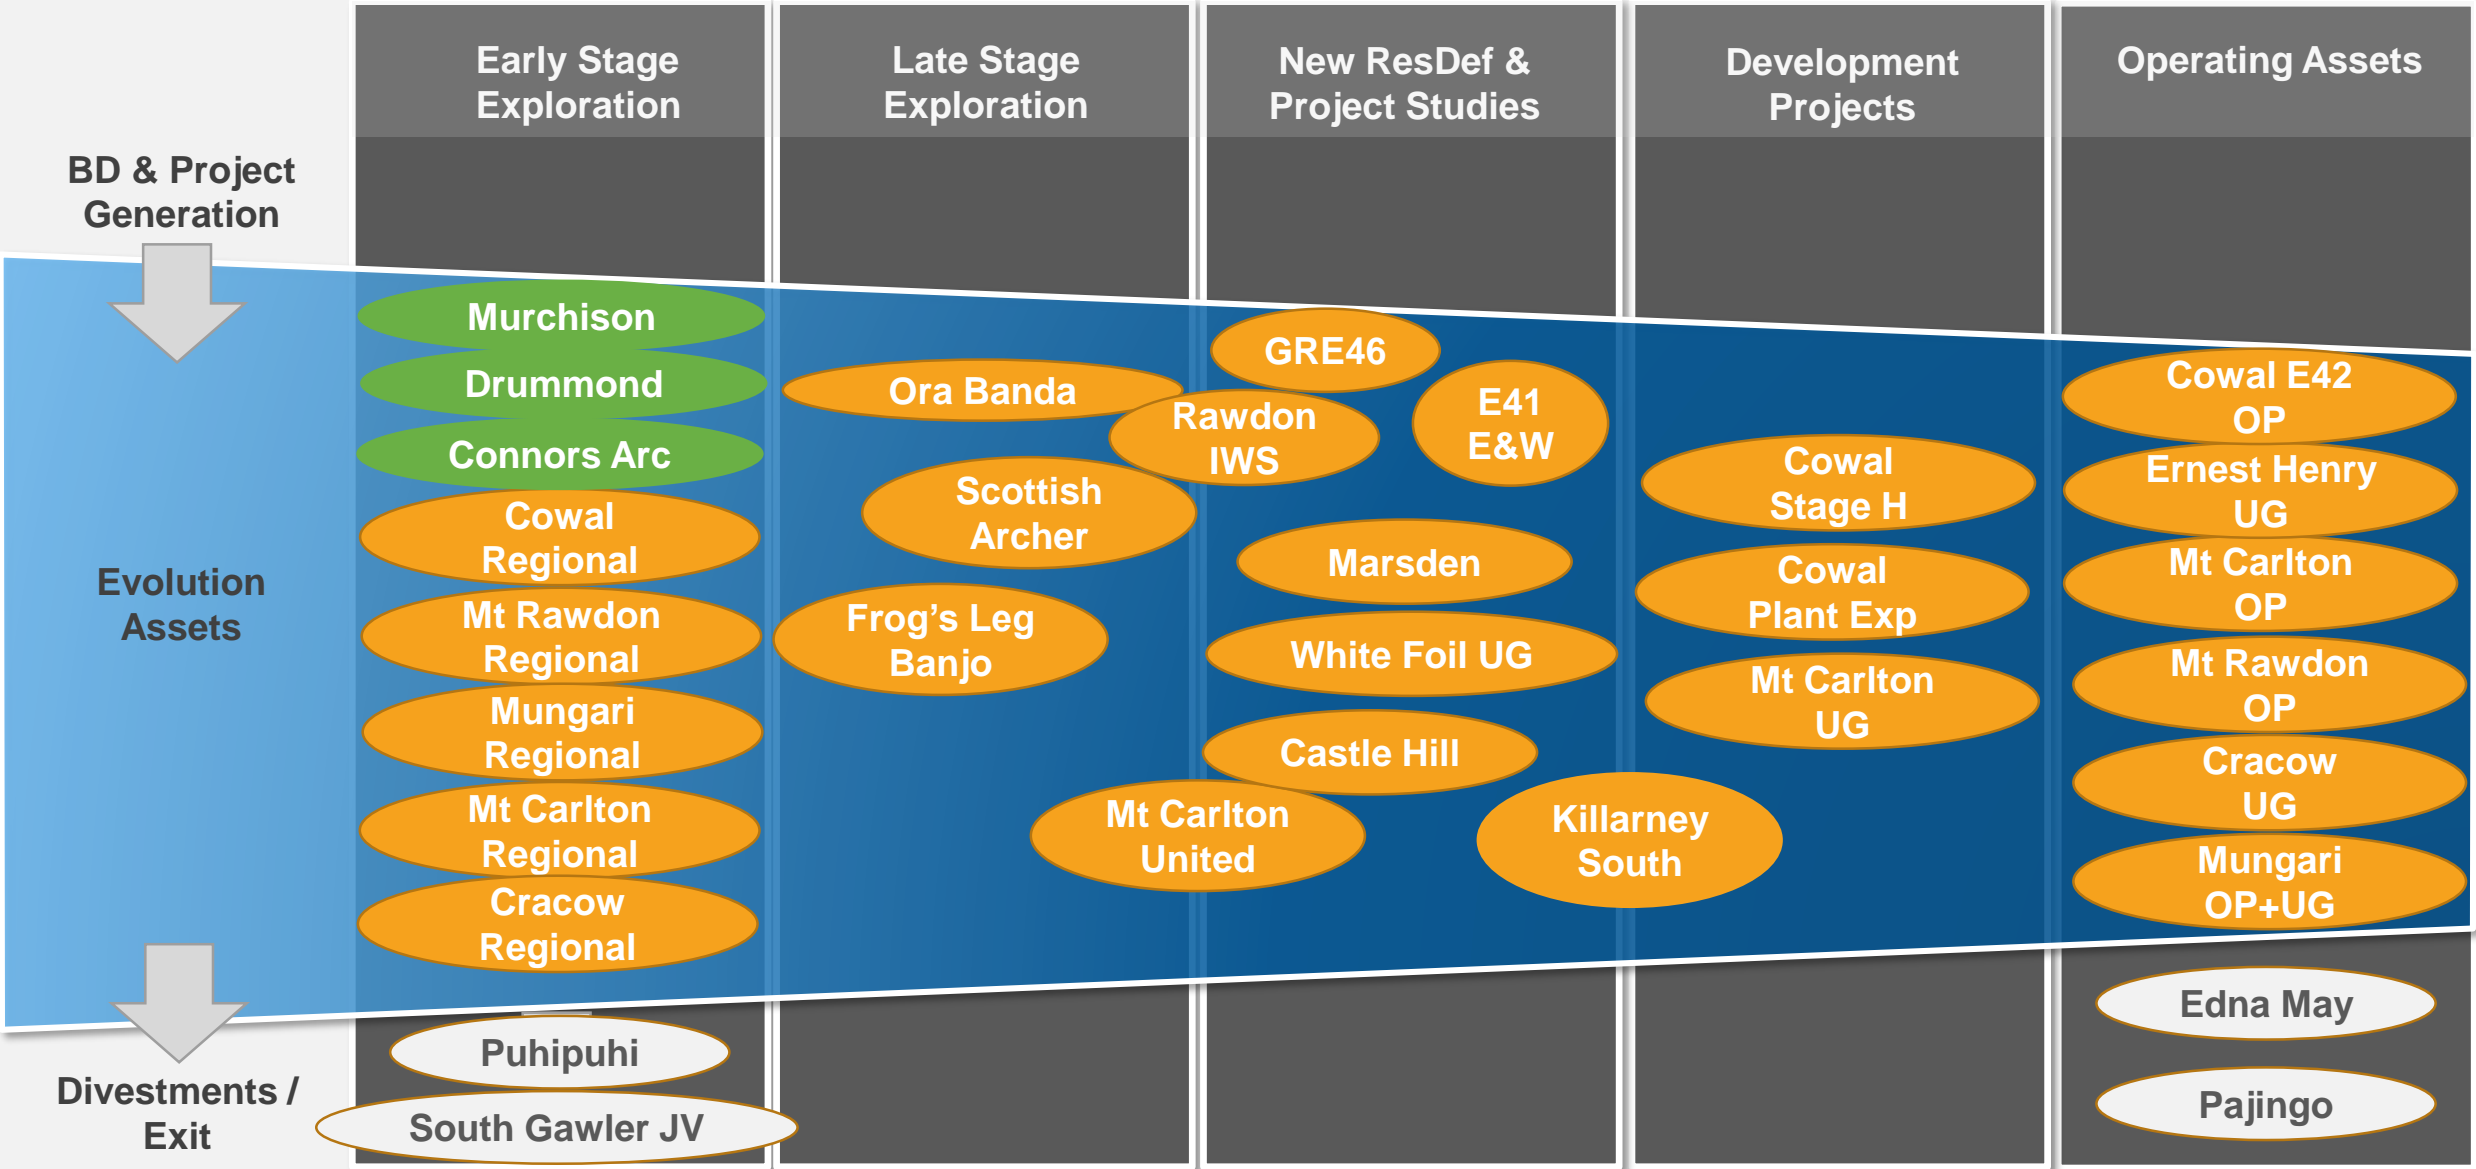 Early Stage
Exploration
Late Stage
Exploration
New ResDef &
Project Studies
Development
Projects
Operating Assets
BD & Project
Generation
Evolution
Assets
Divestments /
Exit
Murchison
Drummond
Connors Arc
Cowal
Regional
Mt Rawdon
Regional
Mungari
Regional
Mt Carlton
Regional
Cracow
Regional
Puhipuhi
South Gawler JV
Ora Banda
Scottish
Archer
Frog’s Leg
Banjo
Mt Carlton
United
GRE46
Rawdon
IWS
E41
E&W
Marsden
White Foil UG
Castle Hill
Killarney
South
Cowal
Stage H
Cowal
Plant Exp
Mt Carlton
UG
Cowal E42
OP
Ernest Henry
UG
Mt Carlton
OP
Mt Rawdon
OP
Cracow
UG
Mungari
OP+UG
Edna May
Pajingo